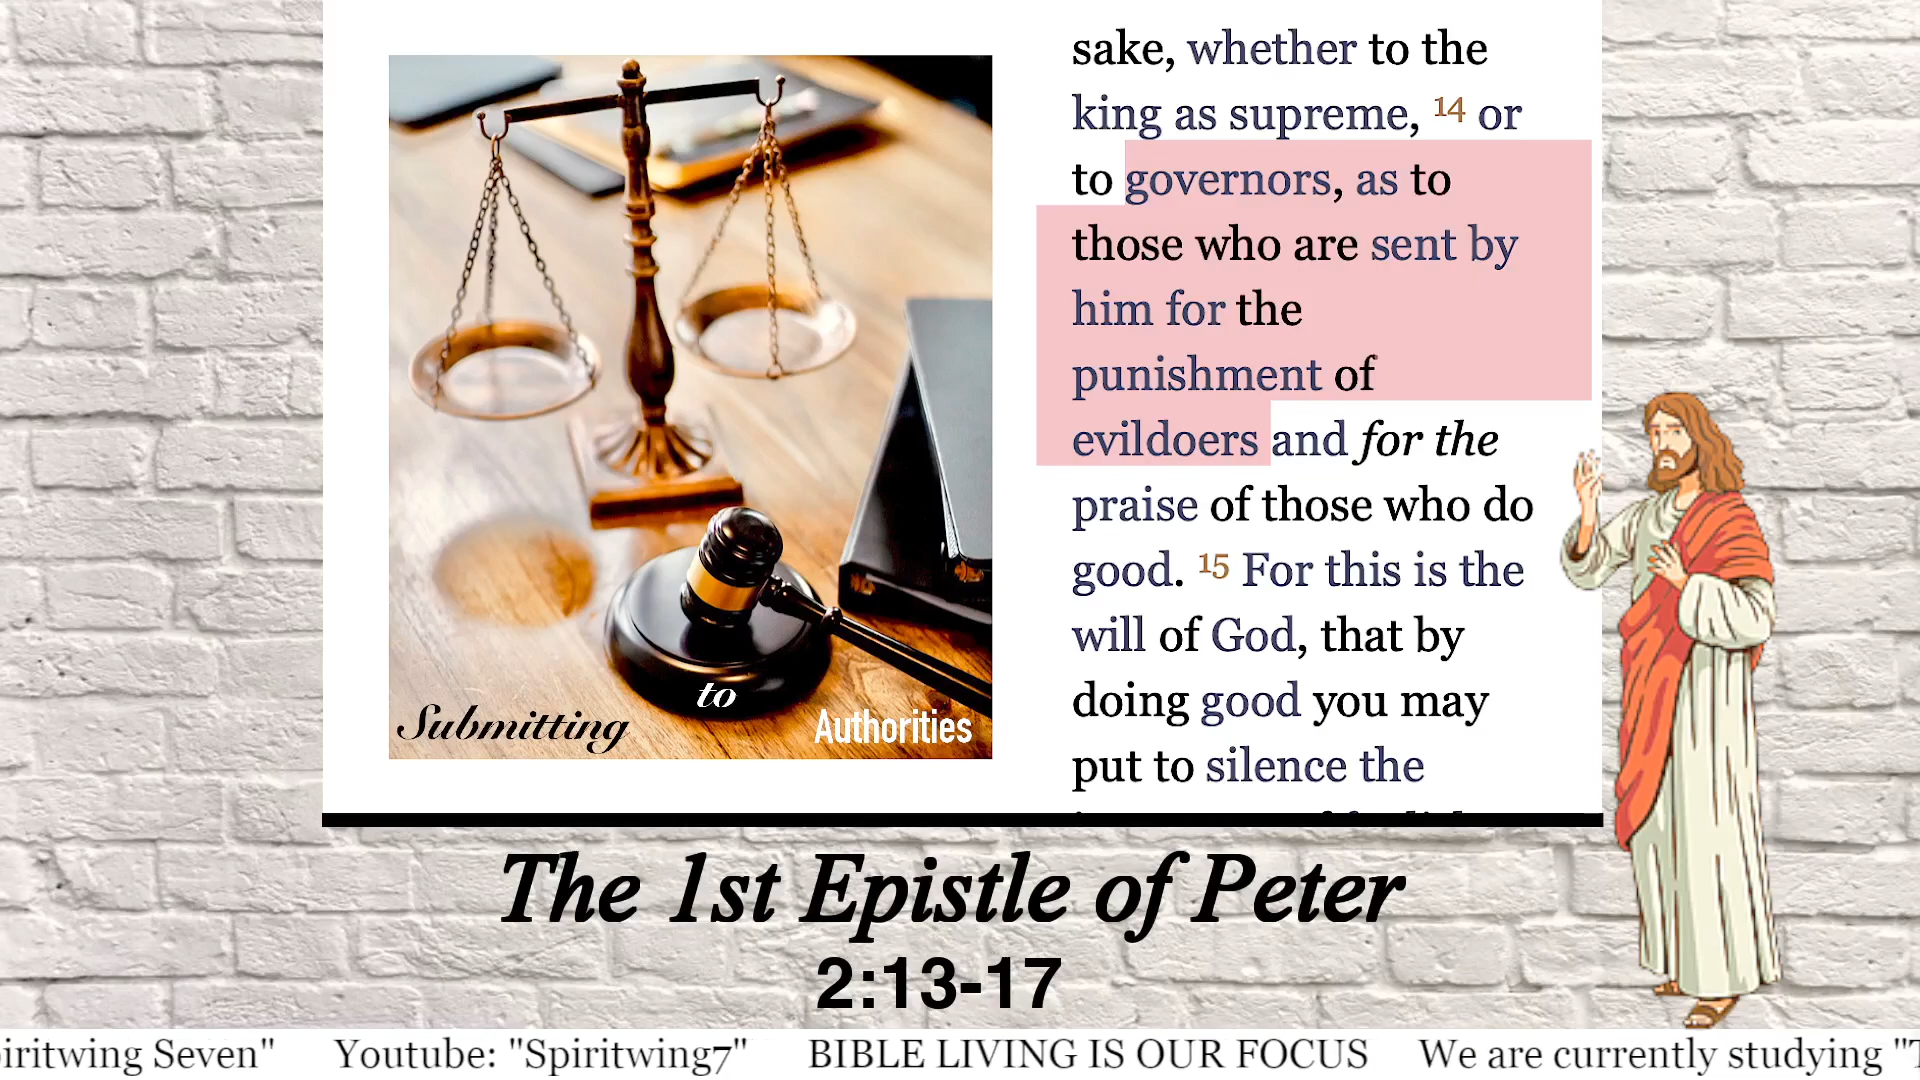 sake, whether to the
king as supreme, 14 or
to governors, as to
those who are sent by
him for the
punishment of
evildoers and for the
praise of those who do
good. 15 For this is the
will of God, that by
doing good you may
put to silence the
Submitting to Authorities
The 1st Epistle of Peter
2:13-17
iritwing Seven" Youtube: "Spiritwing7" BIBLE LIVING IS OUR FOCUS We are currently studying "T